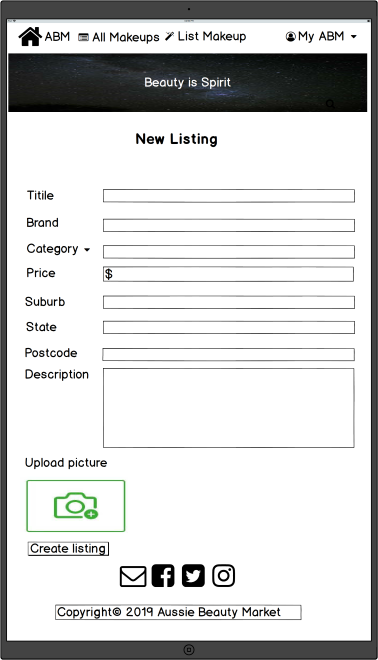 ABM All Makeups List Makeup My ABM
Beauty is Spirit
New Listing
Titile
Brand
Category
Price $
Suburb
State
Postcode
Description
Upload picture
Create listing
Copyright© 2019 Aussie Beauty Market